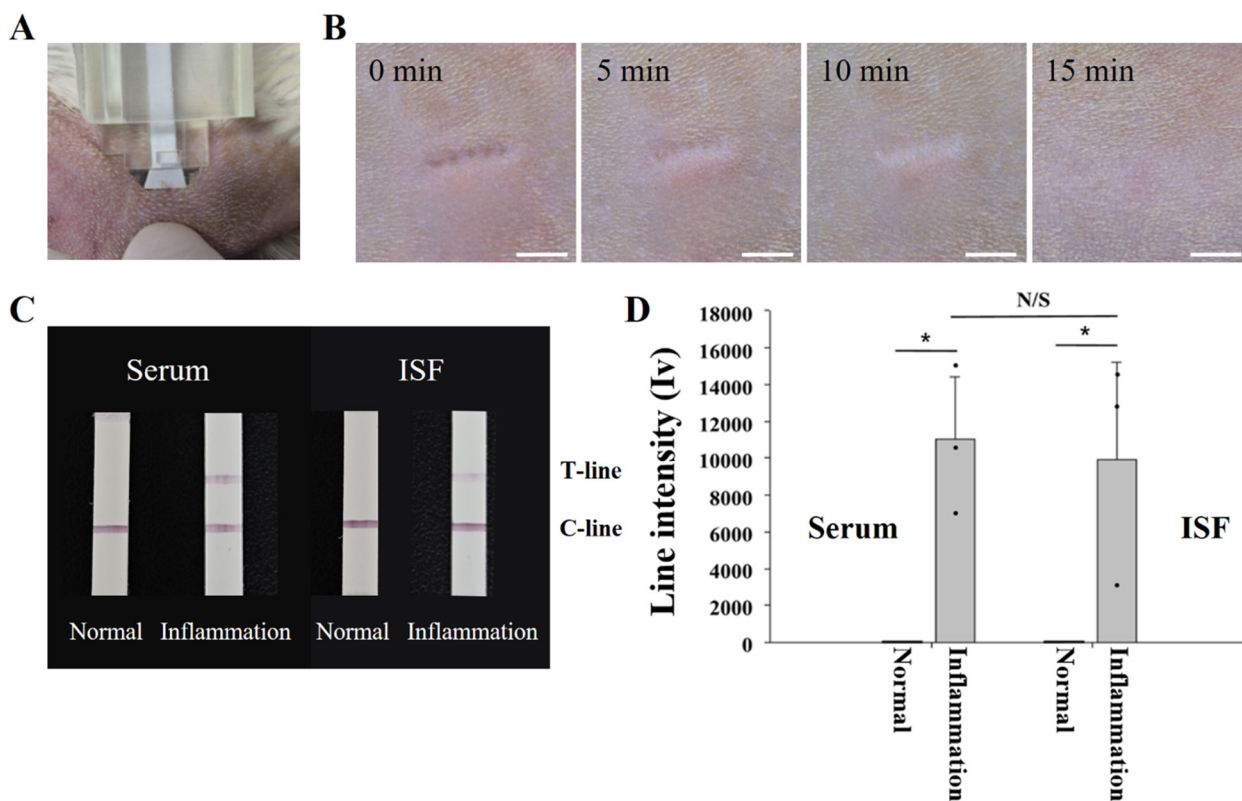 A
B
0 min
5 min
10 min
15 min
C
Serum
ISF
T-line
C-line
Normal
Inflammation
Normal
Inflammation
D
N/S
*
*
Line intensity (Iv)
18000
16000
14000
12000
10000
8000
6000
4000
2000
0
Serum
ISF
Normal
Inflammation
Normal
Inflammation